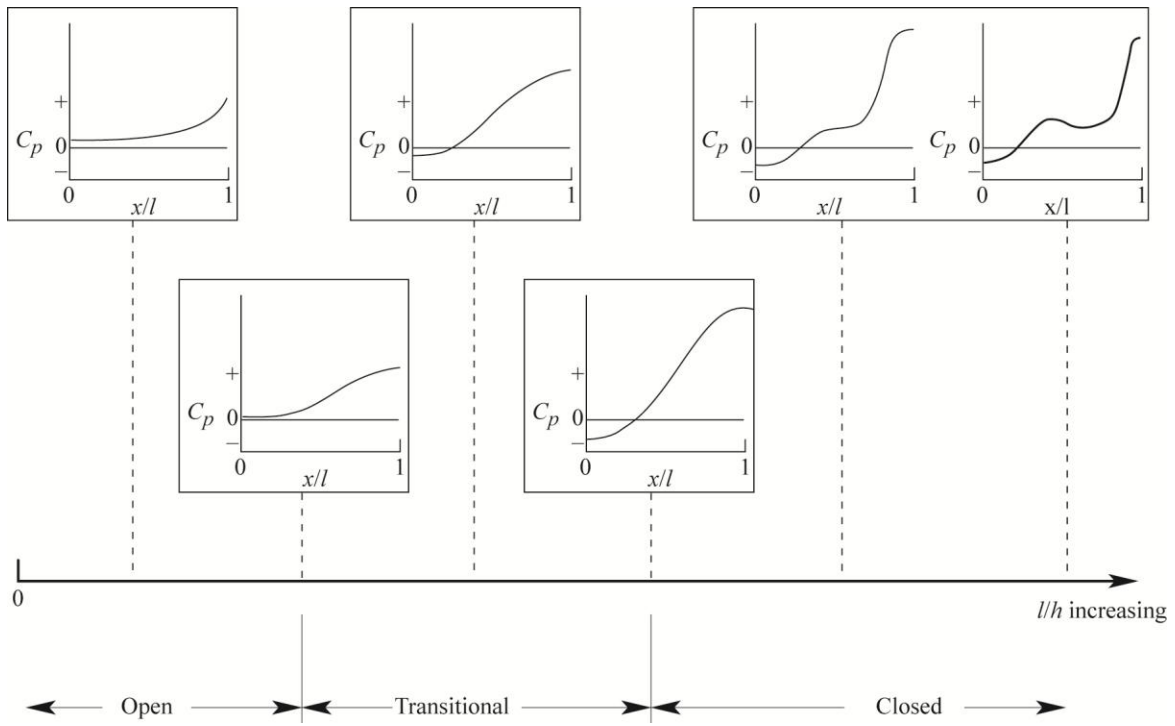 +
C_p 0
−
0 1
x/l
+
C_p 0
−
0 1
x/l
+
C_p 0
−
0 1
x/l
+
C_p 0
−
0 1
x/l
+
C_p 0
−
0 1
x/l
+
C_p 0
−
0 1
x/l
0
l/h increasing
Open Transitional Closed